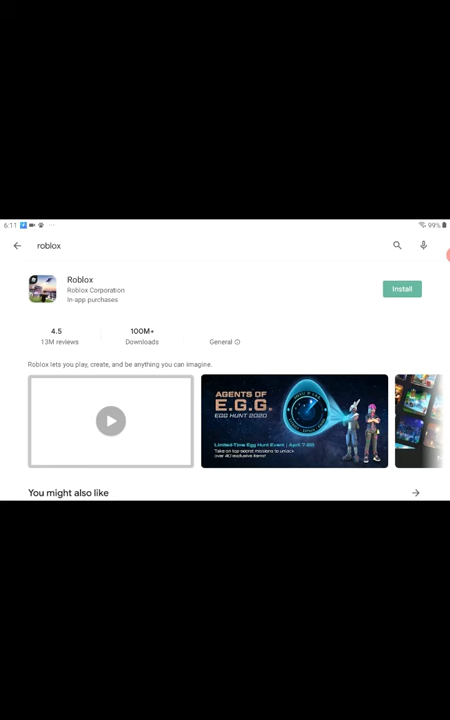 6:11
99%
roblox
Roblox
Roblox Corporation
In-app purchases
Install
4.5
13M reviews
100M+
Downloads
General
Roblox lets you play, create, and be anything you can imagine.
AGENTS OF
E.G.G.
EGG HUNT 2020
Limited-Time Egg Hunt Event | April 7-28
Take on top-secret missions to unlock
over 40 exclusive items!
You might also like